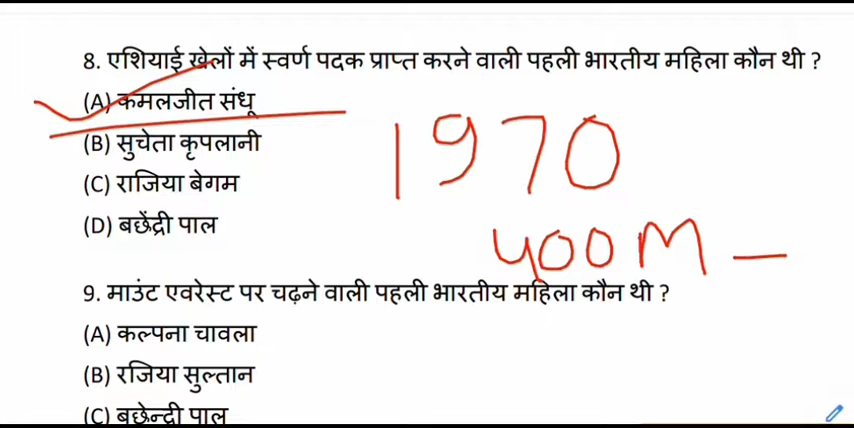 8. एशियाई खेलों में स्वर्ण पदक प्राप्त करने वाली पहली भारतीय महिला कौन थी ?
(A) कमलजीत संधू
(B) सुचेता कृपलानी
1970
(C) राजिया बेगम
(D) बछेंद्री पाल
400M –
9. माउंट एवरेस्ट पर चढ़ने वाली पहली भारतीय महिला कौन थी ?
(A) कल्पना चावला
(B) रजिया सुल्तान
(C) बछेन्द्री पाल